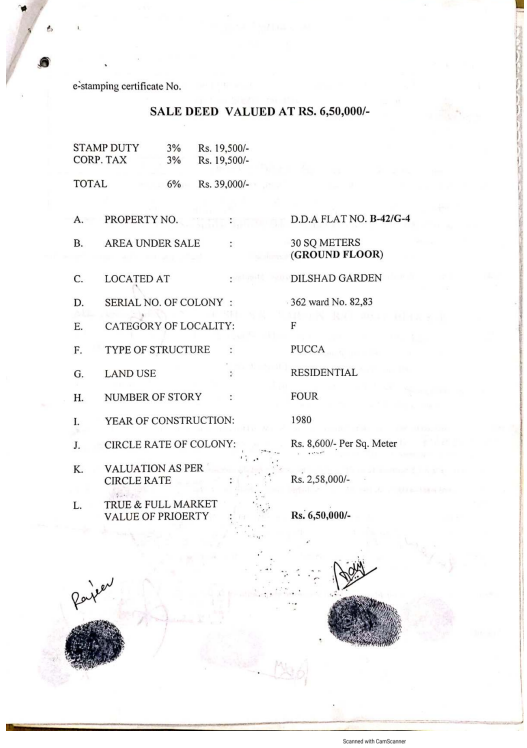 e-stamping certificate No.
SALE DEED VALUED AT RS. 6,50,000/-
STAMP DUTY 3% Rs. 19,500/-
CORP. TAX 3% Rs. 19,500/-
TOTAL 6% Rs. 39,000/-
A. PROPERTY NO. : D.D.A FLAT NO. B-42/G-4
B. AREA UNDER SALE : 30 SQ METERS
(GROUND FLOOR)
C. LOCATED AT : DILSHAD GARDEN
D. SERIAL NO. OF COLONY : 362 ward No. 82,83
E. CATEGORY OF LOCALITY: F
F. TYPE OF STRUCTURE : PUCCA
G. LAND USE : RESIDENTIAL
H. NUMBER OF STORY : FOUR
I. YEAR OF CONSTRUCTION: 1980
J. CIRCLE RATE OF COLONY: Rs. 8,600/- Per Sq. Meter
K. VALUATION AS PER
CIRCLE RATE : Rs. 2,58,000/-
L. TRUE & FULL MARKET
VALUE OF PRIOERTY : Rs. 6,50,000/-
Scanned with CamScanner